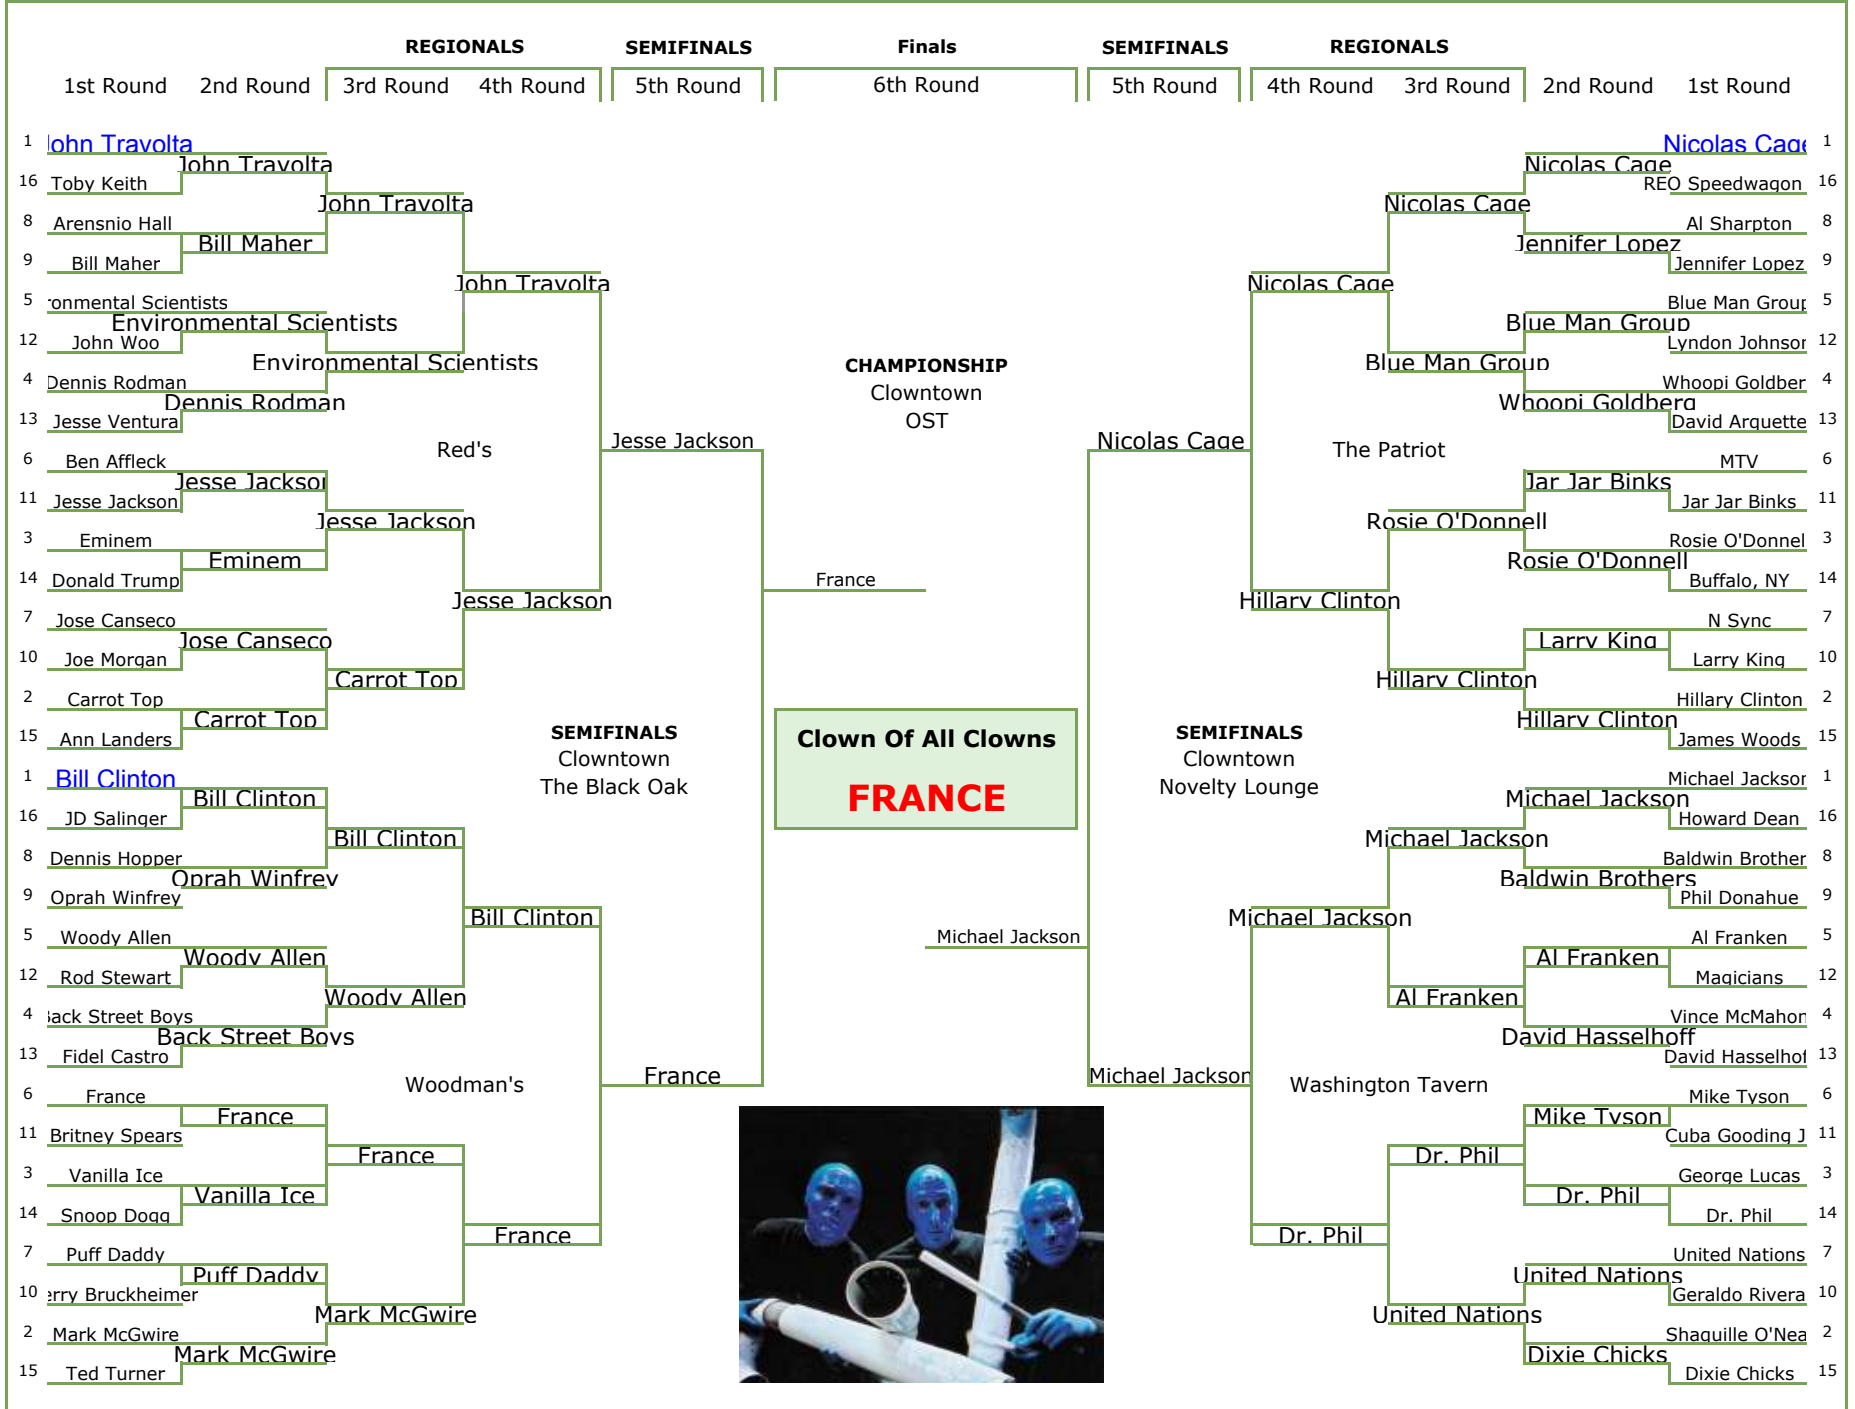 REGIONALS SEMIFINALS Finals SEMIFINALS REGIONALS
1st Round 2nd Round 3rd Round 4th Round 5th Round 6th Round 5th Round 4th Round 3rd Round 2nd Round 1st Round
1 John Travolta Nicolas Cage 1
John Travolta Nicolas Cage
16 Toby Keith REO Speedwagon 16
John Travolta Nicolas Cage
8 Arensnio Hall Al Sharpton 8
Bill Maher Jennifer Lopez
9 Bill Maher Jennifer Lopez 9
John Travolta Nicolas Cage
5 ronmental Scientists Blue Man Group 5
Environmental Scientists Blue Man Group
12 John Woo Lyndon Johnson 12
Environmental Scientists CHAMPIONSHIP Blue Man Group
4 Dennis Rodman Clowntown Whoopi Goldber 4
Dennis Rodman Whoopi Goldberg
13 Jesse Ventura OST David Arquette 13
Red's Jesse Jackson Nicolas Cage The Patriot
6 Ben Affleck MTV 6
Jesse Jackson Jar Jar Binks
11 Jesse Jackson Jar Jar Binks 11
Jesse Jackson Rosie O'Donnell
3 Eminem Rosie O'Donnel 3
Eminem Rosie O'Donnell
14 Donald Trump France Buffalo, NY 14
Jesse Jackson Hillary Clinton
7 Jose Canseco N Sync 7
Jose Canseco Larry King
10 Joe Morgan Larry King 10
Carrot Top Hillary Clinton
2 Carrot Top Hillary Clinton 2
Carrot Top Hillary Clinton
15 Ann Landers SEMIFINALS Clown Of All Clowns SEMIFINALS James Woods 15
Clowntown Clowntown
1 Bill Clinton The Black Oak FRANCE Novelty Lounge Michael Jackson 1
Bill Clinton Michael Jackson
16 JD Salinger Howard Dean 16
Bill Clinton Michael Jackson
8 Dennis Hopper Baldwin Brother 8
Oprah Winfrey Baldwin Brothers
9 Oprah Winfrey Phil Donahue 9
Bill Clinton Michael Jackson
5 Woody Allen Michael Jackson Al Franken 5
Woody Allen Al Franken
12 Rod Stewart Magicians 12
Woody Allen Al Franken
4 Back Street Boys Vince McMahon 4
Back Street Boys David Hasselhoff
13 Fidel Castro David Hasselhof 13
Woodman's France Michael Jackson Washington Tavern
6 France Mike Tyson 6
France Mike Tyson
11 Britney Spears Cuba Gooding J 11
France Dr. Phil
3 Vanilla Ice George Lucas 3
Vanilla Ice Dr. Phil
14 Snoop Dogg Dr. Phil 14
France Dr. Phil
7 Puff Daddy United Nations 7
Puff Daddy United Nations
10 erry Bruckheimer Geraldo Rivera 10
Mark McGwire United Nations
2 Mark McGwire Shaquille O'Nea 2
Mark McGwire Dixie Chicks
15 Ted Turner Dixie Chicks 15